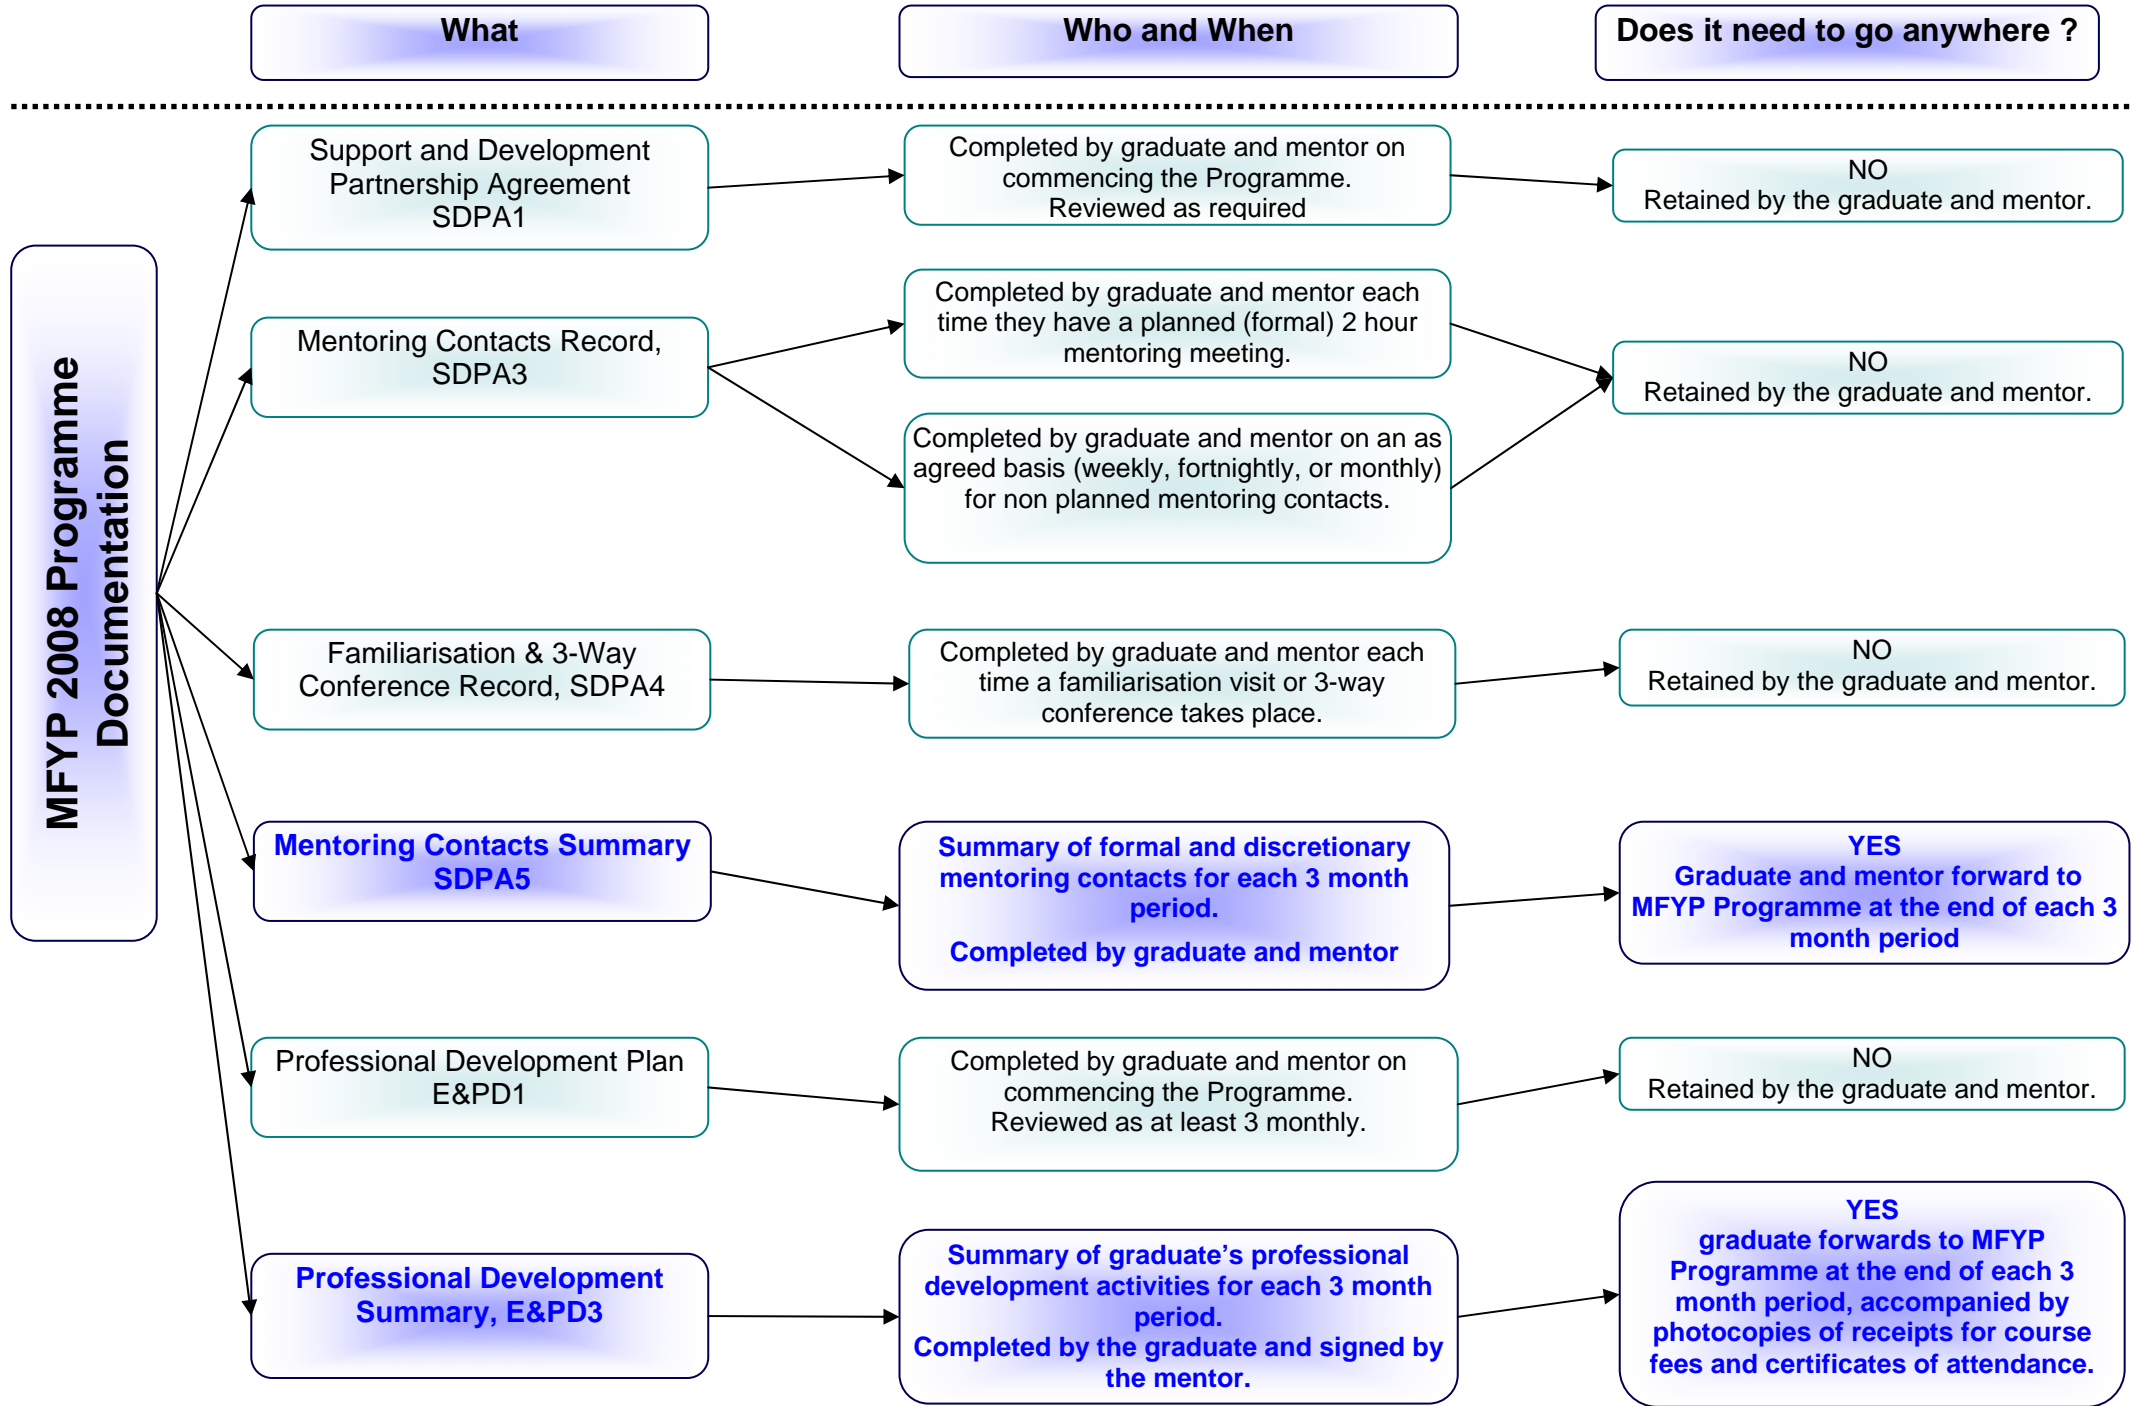 What
Who and When
Does it need to go anywhere ?
MFYP 2008 Programme
Documentation
Support and Development
Partnership Agreement
SDPA1
Completed by graduate and mentor on
commencing the Programme.
Reviewed as required
NO
Retained by the graduate and mentor.
Mentoring Contacts Record,
SDPA3
Completed by graduate and mentor each
time they have a planned (formal) 2 hour
mentoring meeting.
Completed by graduate and mentor on an as
agreed basis (weekly, fortnightly, or monthly)
for non planned mentoring contacts.
NO
Retained by the graduate and mentor.
Familiarisation & 3-Way
Conference Record, SDPA4
Completed by graduate and mentor each
time a familiarisation visit or 3-way
conference takes place.
NO
Retained by the graduate and mentor.
Mentoring Contacts Summary
SDPA5
Summary of formal and discretionary
mentoring contacts for each 3 month
period.
Completed by graduate and mentor
YES
Graduate and mentor forward to
MFYP Programme at the end of each 3
month period
Professional Development Plan
E&PD1
Completed by graduate and mentor on
commencing the Programme.
Reviewed as at least 3 monthly.
NO
Retained by the graduate and mentor.
Professional Development
Summary, E&PD3
Summary of graduate’s professional
development activities for each 3 month
period.
Completed by the graduate and signed by
the mentor.
YES
graduate forwards to MFYP
Programme at the end of each 3
month period, accompanied by
photocopies of receipts for course
fees and certificates of attendance.